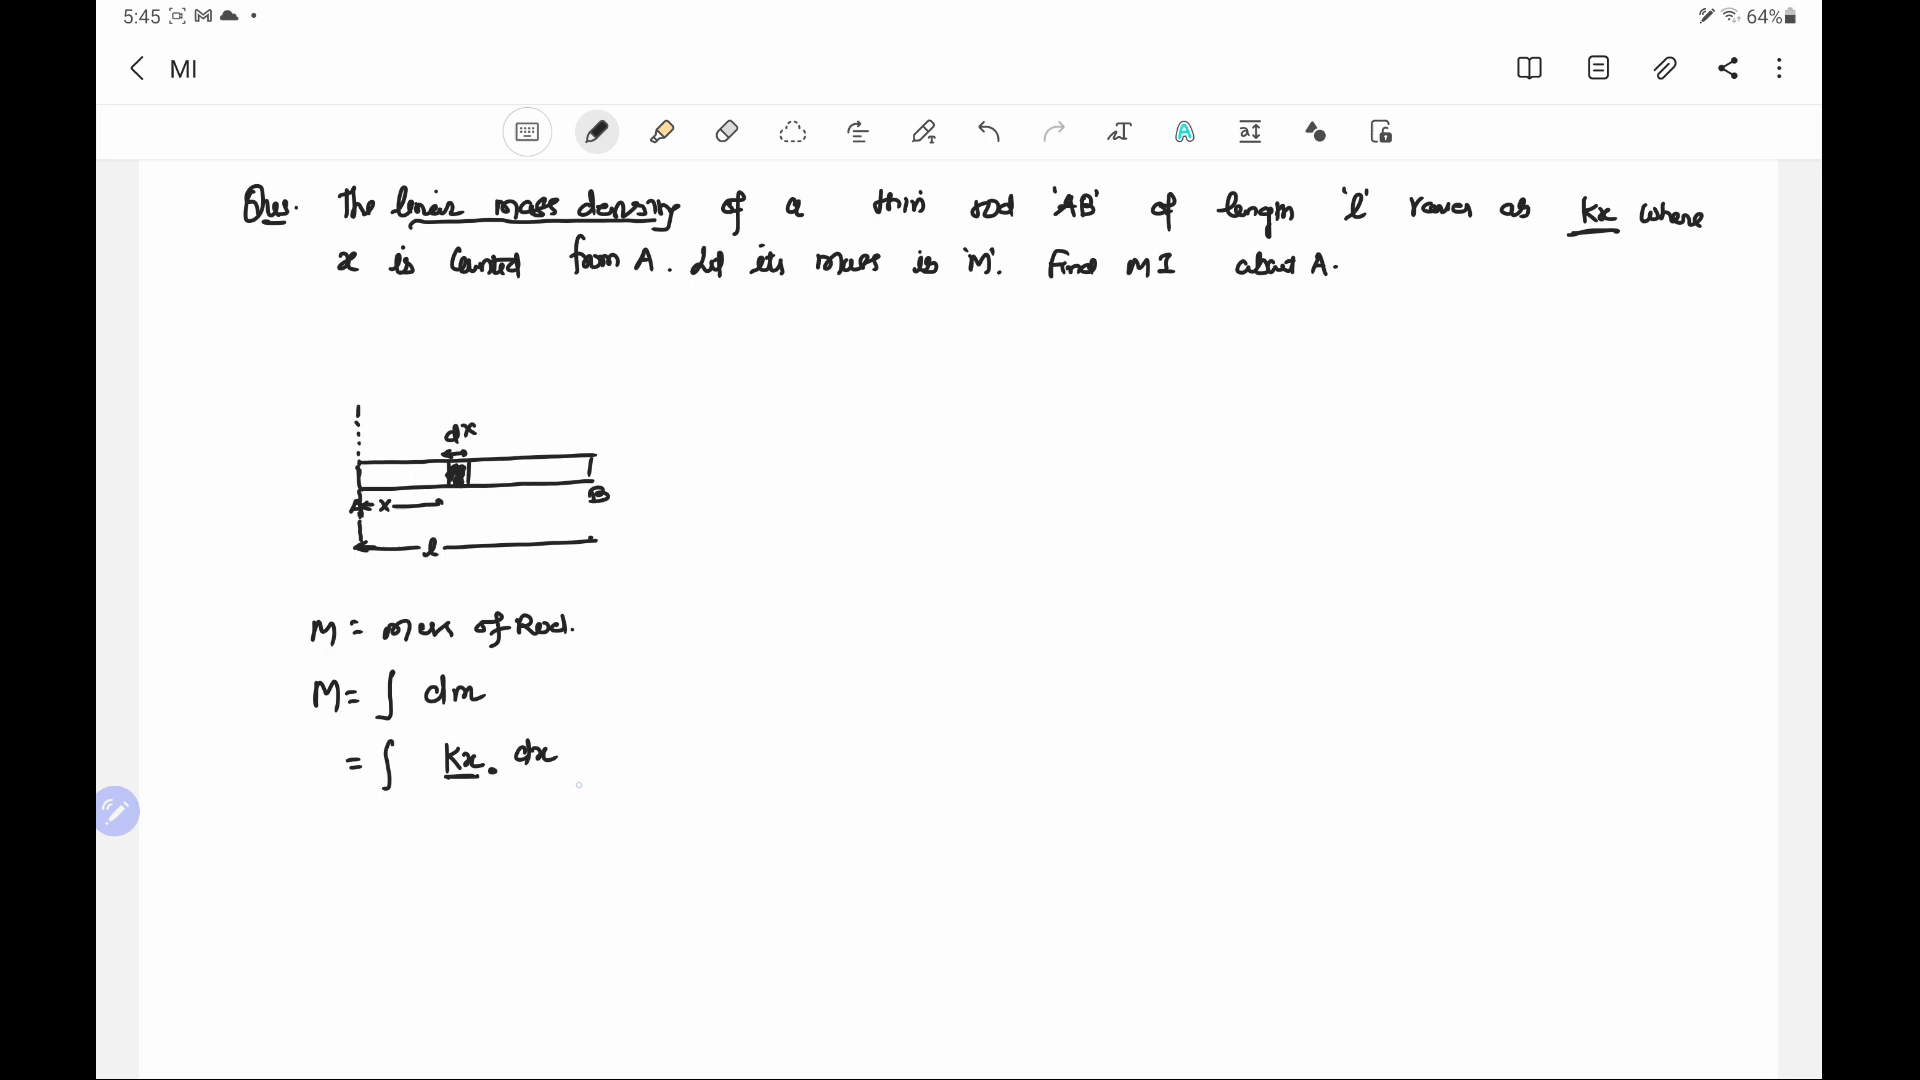 5:45
64%
MI
Ques. The linear mass density of a thin rod 'AB' of length 'l' varies as kx where
x is counted from A. Let its mass is 'M'. Find MI about A.
dx
A x B
l
M = mass of Rod.
M = ∫ dm
= ∫ kx . dx